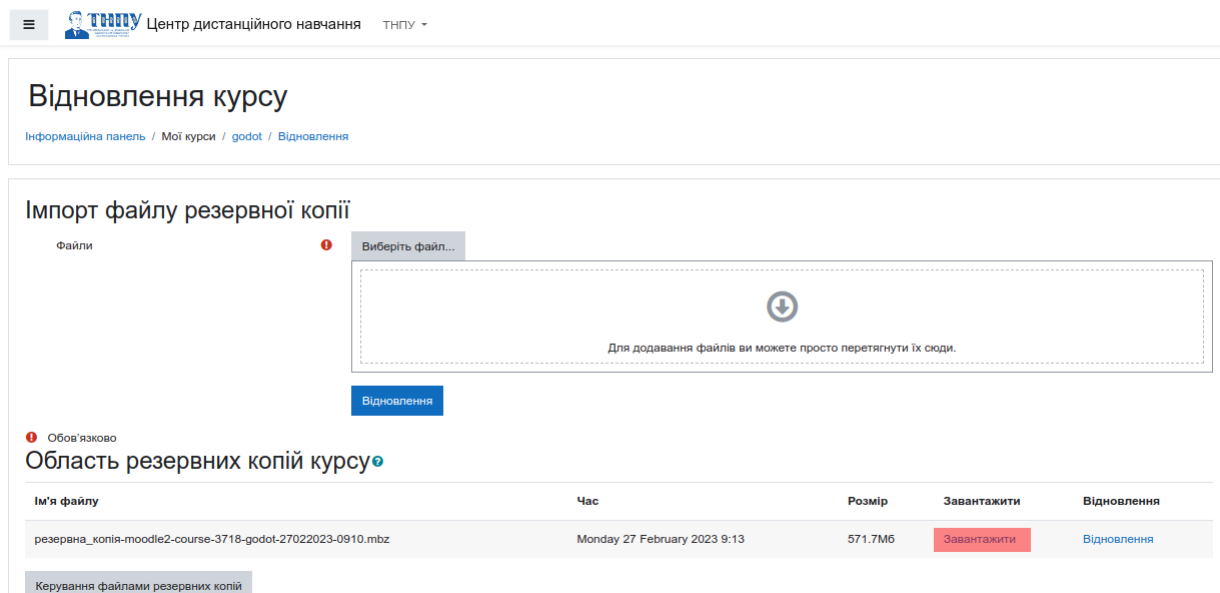 ТНПУ Центр дистанційного навчання ТНПУ
Відновлення курсу
Інформаційна панель / Мої курси / godot / Відновлення
Імпорт файлу резервної копії
Файли Виберіть файл...
Для додавання файлів ви можете просто перетягнути їх сюди.
Відновлення
Обов'язково
Область резервних копій курсу
Ім'я файлу Час Розмір Завантажити Відновлення
резервна_копія-moodle2-course-3718-godot-27022023-0910.mbz Monday 27 February 2023 9:13 571.7Мб Завантажити Відновлення
Керування файлами резервних копій